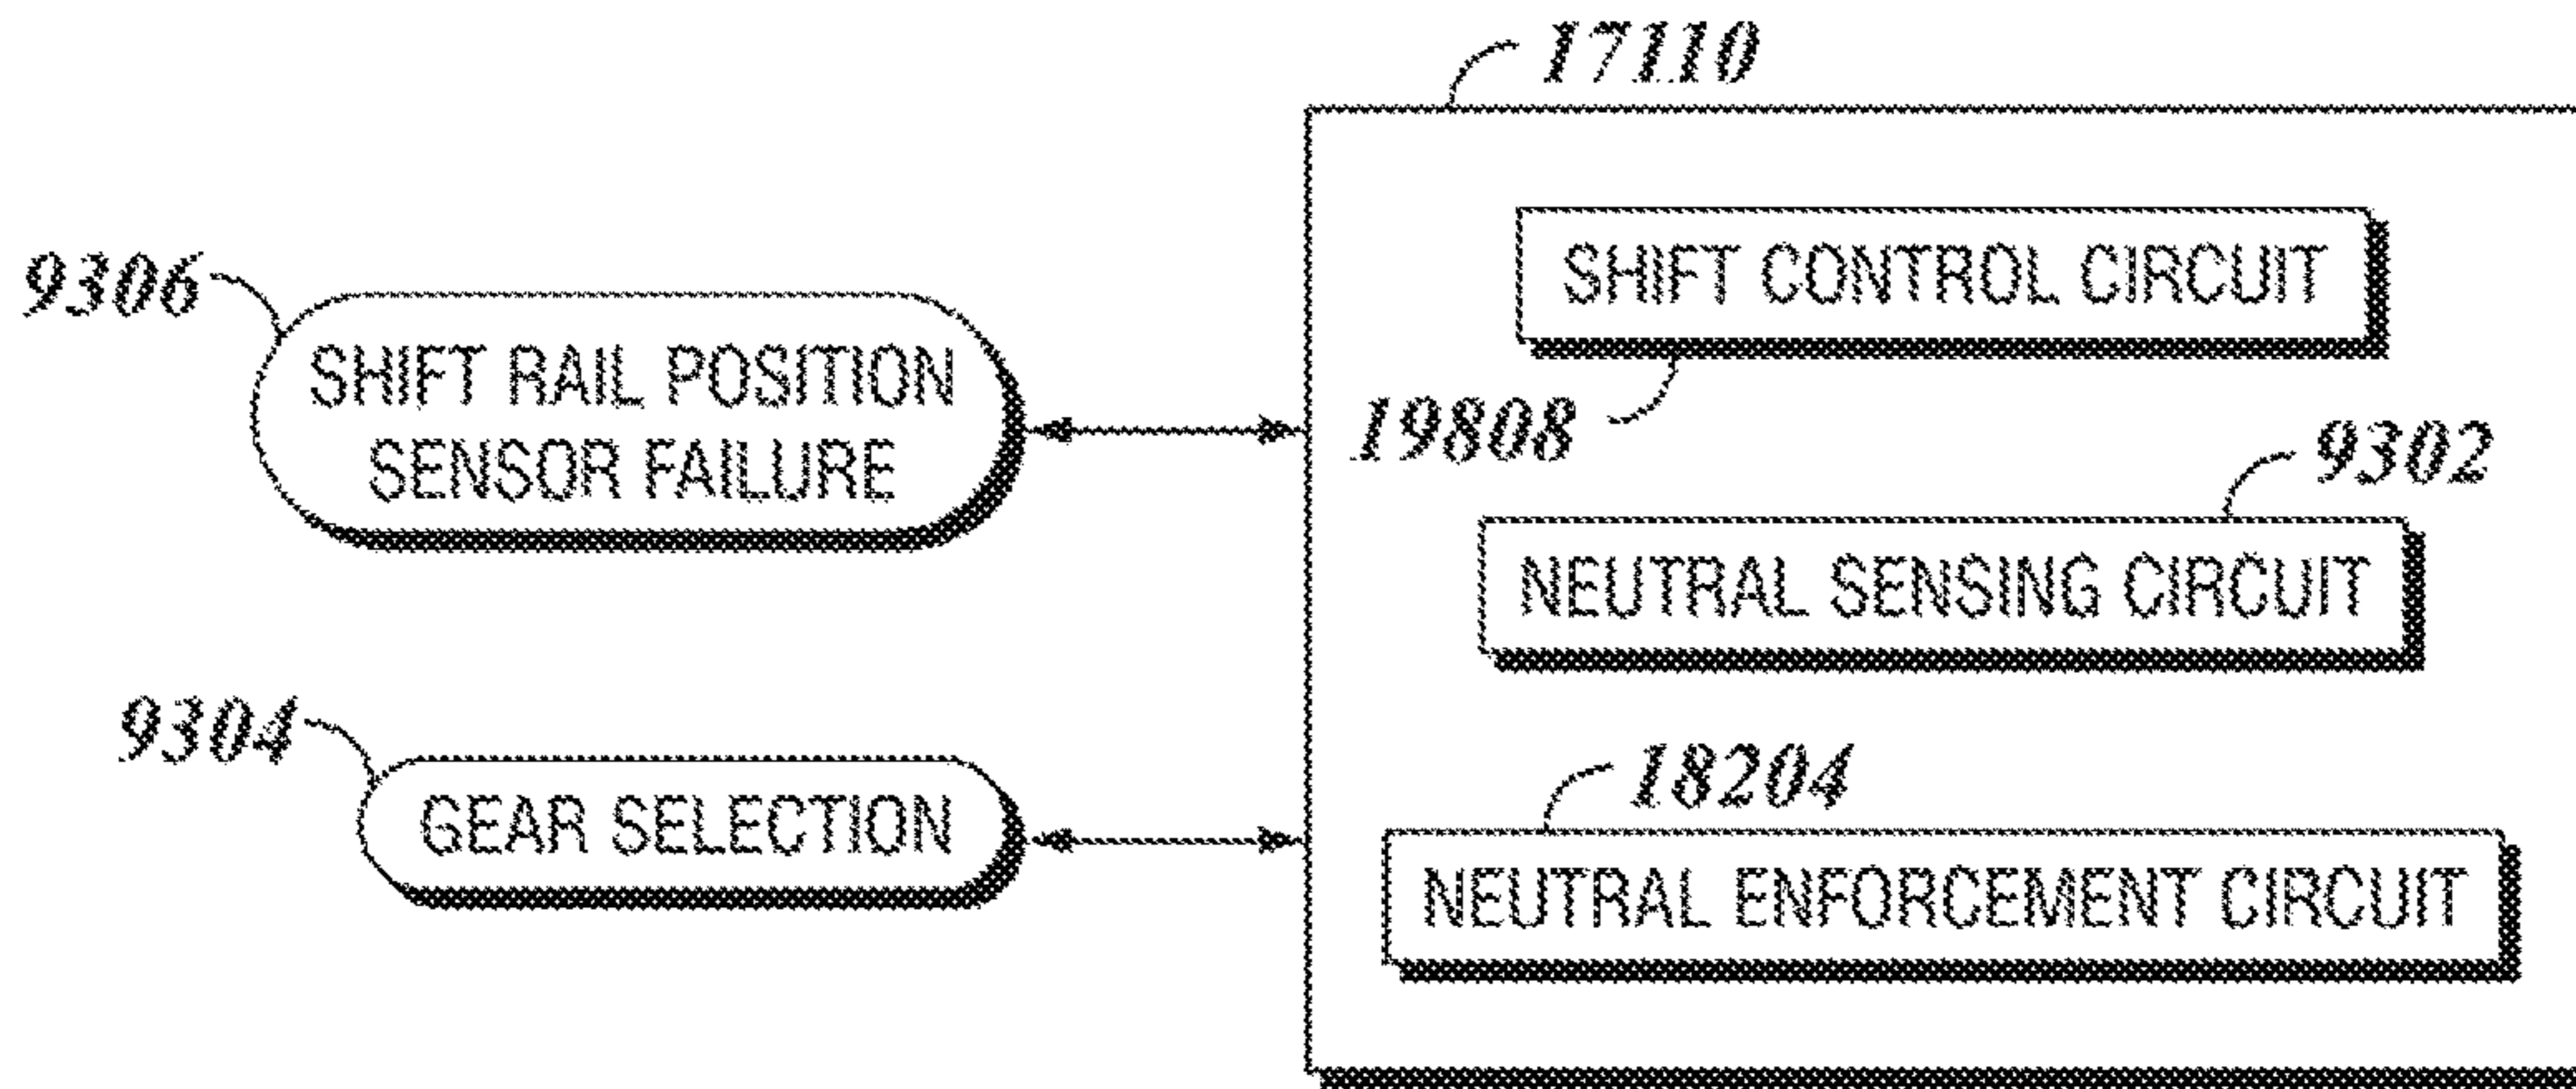 17110
9306
SHIFT RAIL POSITION
SENSOR FAILURE
SHIFT CONTROL CIRCUIT
19808
9302
NEUTRAL SENSING CIRCUIT
9304
GEAR SELECTION
18204
NEUTRAL ENFORCEMENT CIRCUIT